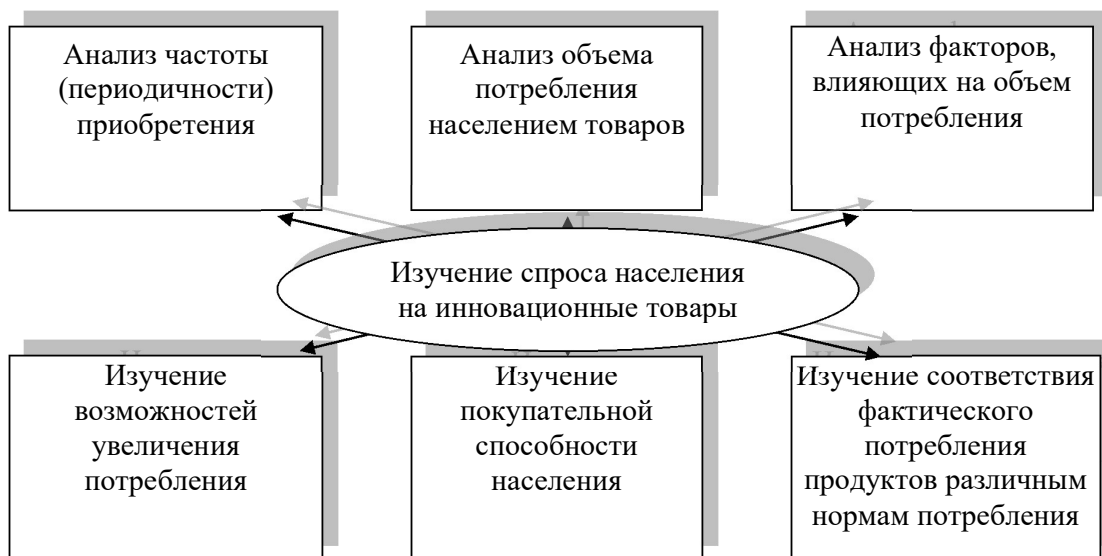 Анализ частоты
(периодичности)
приобретения
Анализ объема
потребления
населением товаров
Анализ факторов,
влияющих на объем
потребления
Изучение спроса населения
на инновационные товары
Изучение
возможностей
увеличения
потребления
Изучение
покупательной
способности
населения
Изучение соответствия
фактического
потребления
продуктов различным
нормам потребления